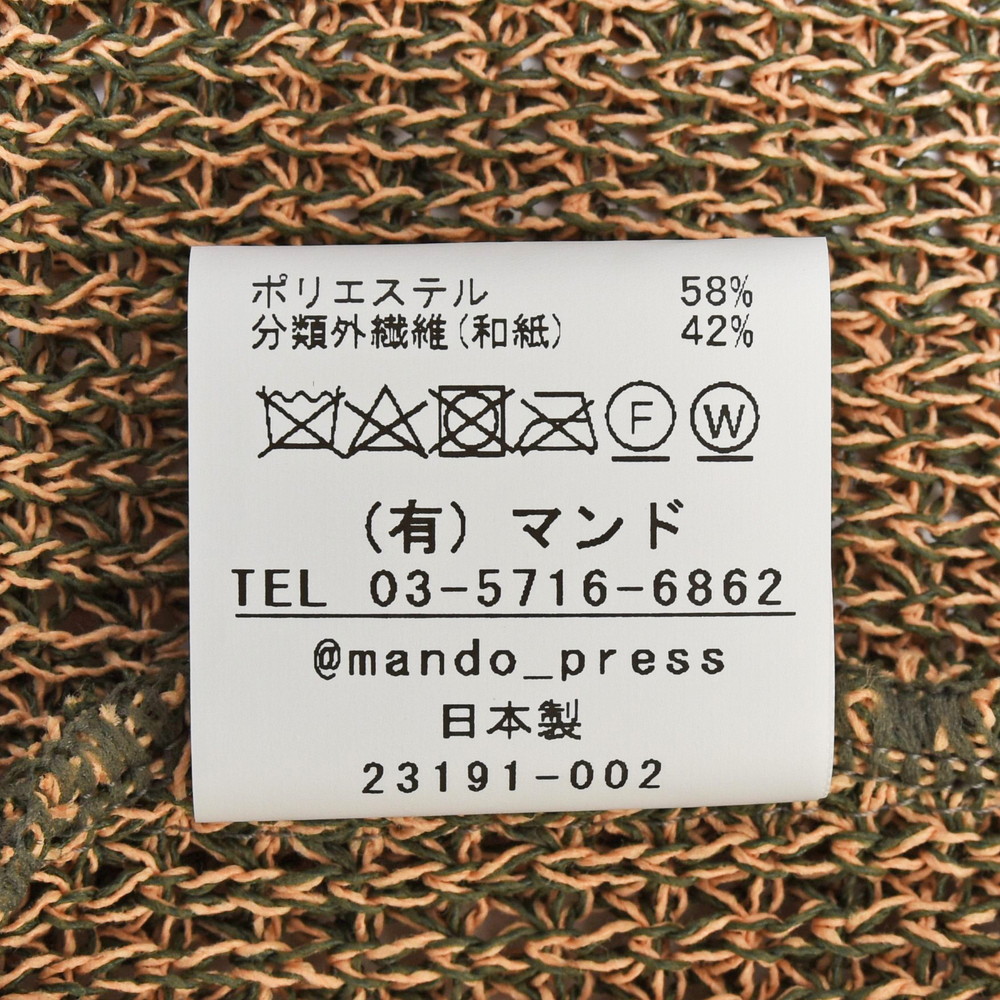 ポリエステル 58%
分類外繊維(和紙) 42%
F W
(有) マンド
TEL 03-5716-6862
@mando_press
日本製
23191-002